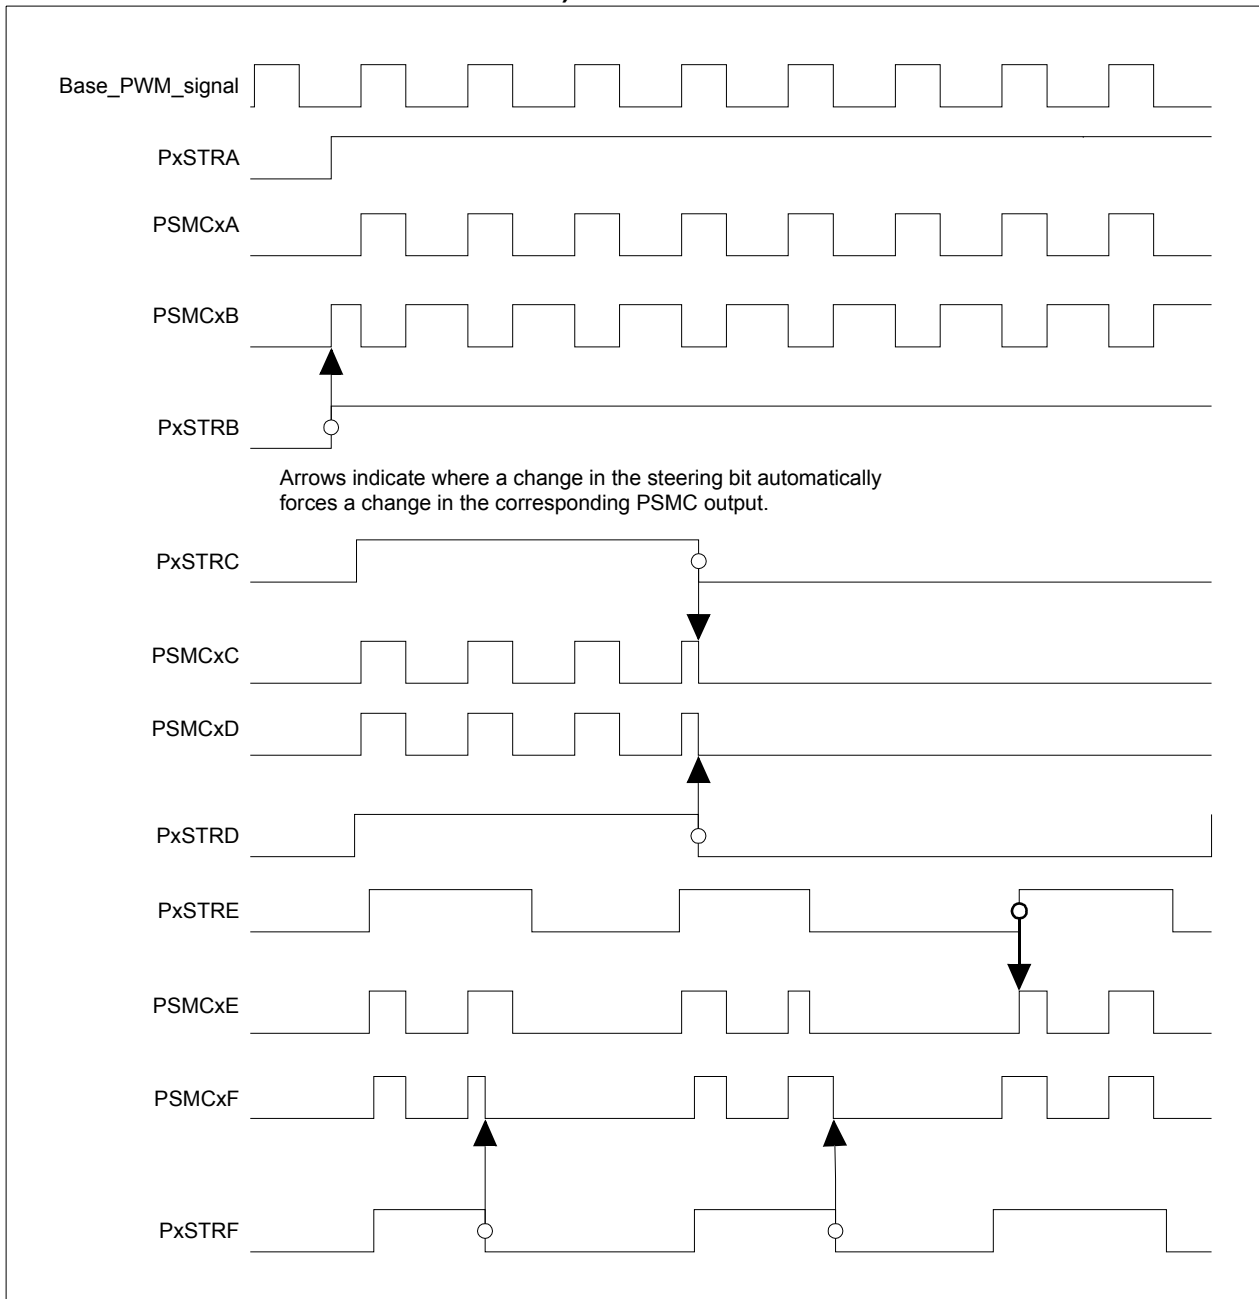 Base_PWM_signal
PxSTRA
PSMCxA
PSMCxB
PxSTRB
Arrows indicate where a change in the steering bit automatically
forces a change in the corresponding PSMC output.
PxSTRC
PSMCxC
PSMCxD
PxSTRD
PxSTRE
PSMCxE
PSMCxF
PxSTRF